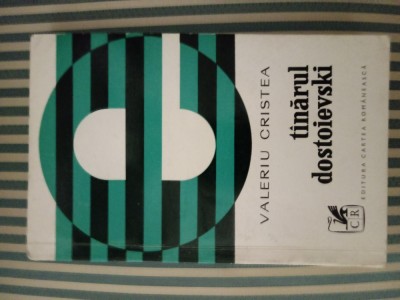 VALERIU CRISTEA
tînărul
dostoievski
CR
EDITURA CARTEA ROMÂNEASCĂ